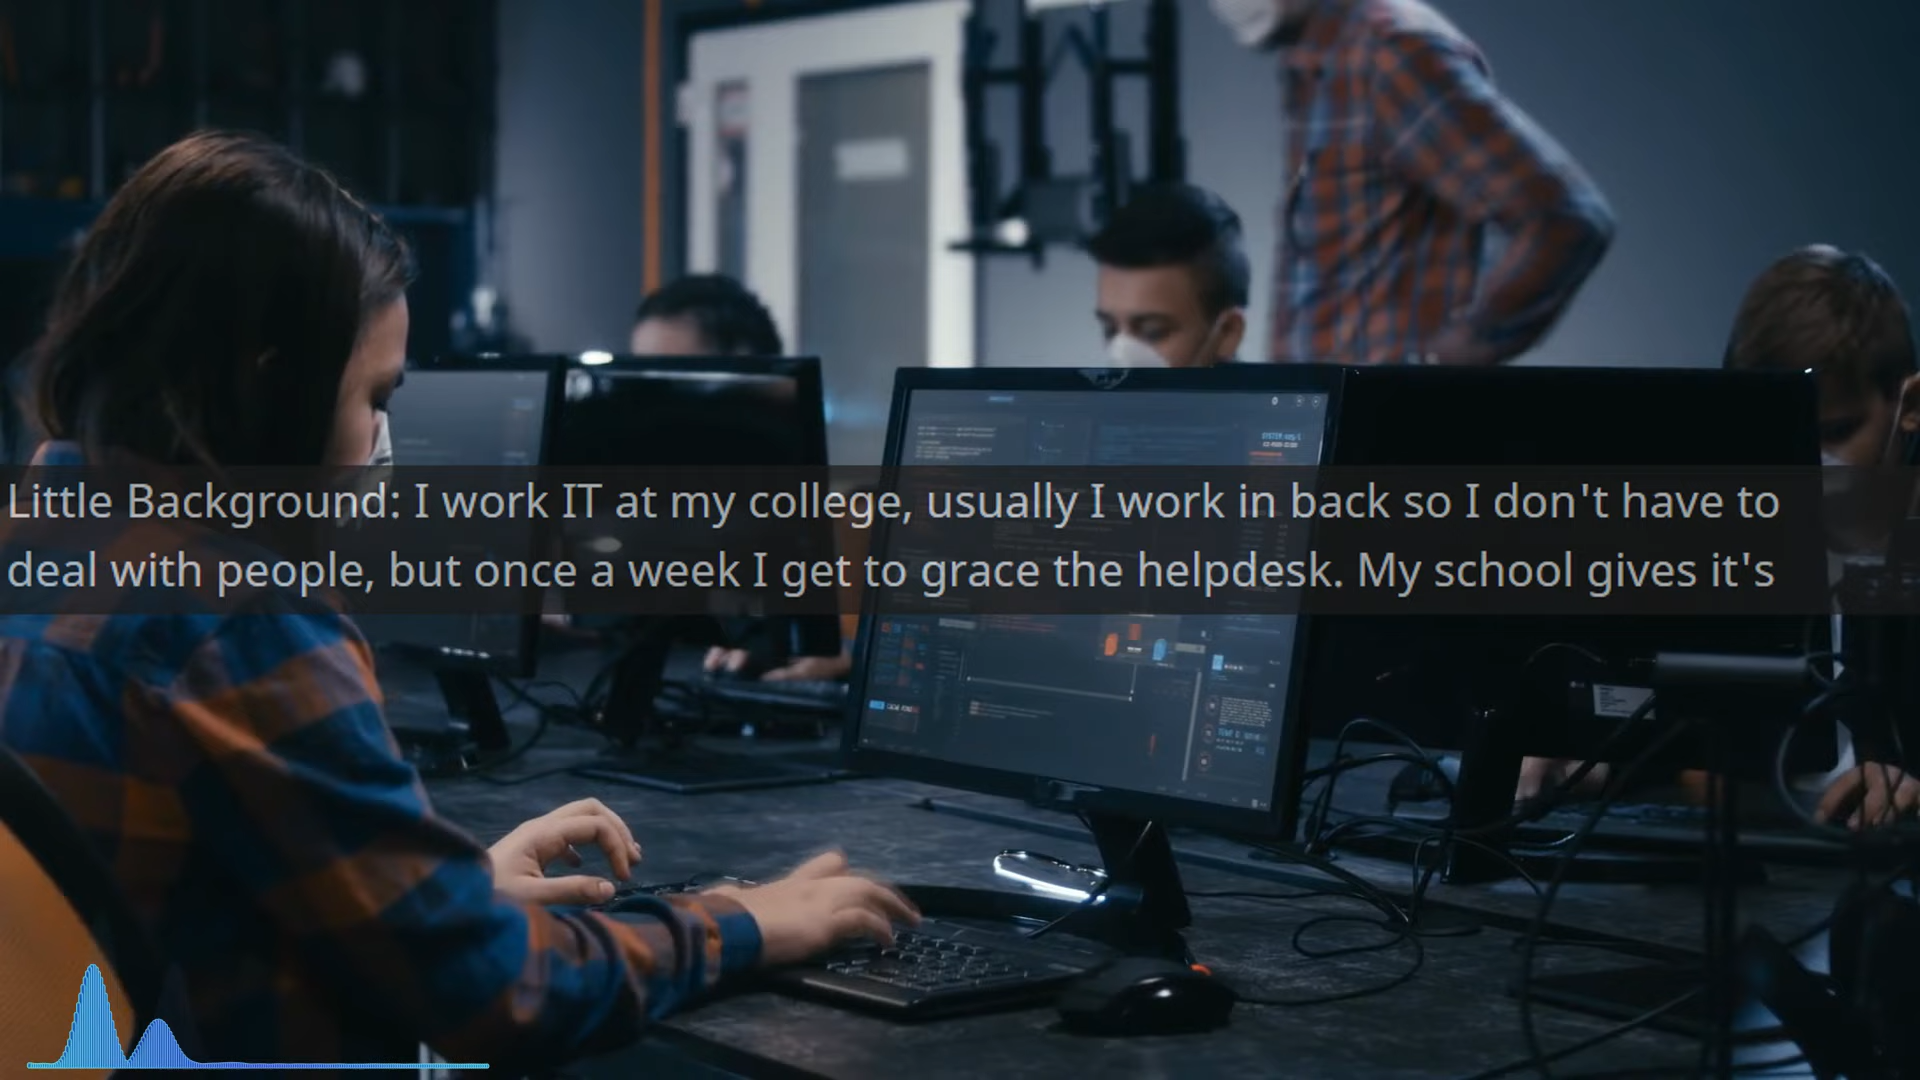 Little Background: I work IT at my college, usually I work in back so I don't have to
deal with people, but once a week I get to grace the helpdesk. My school gives it's